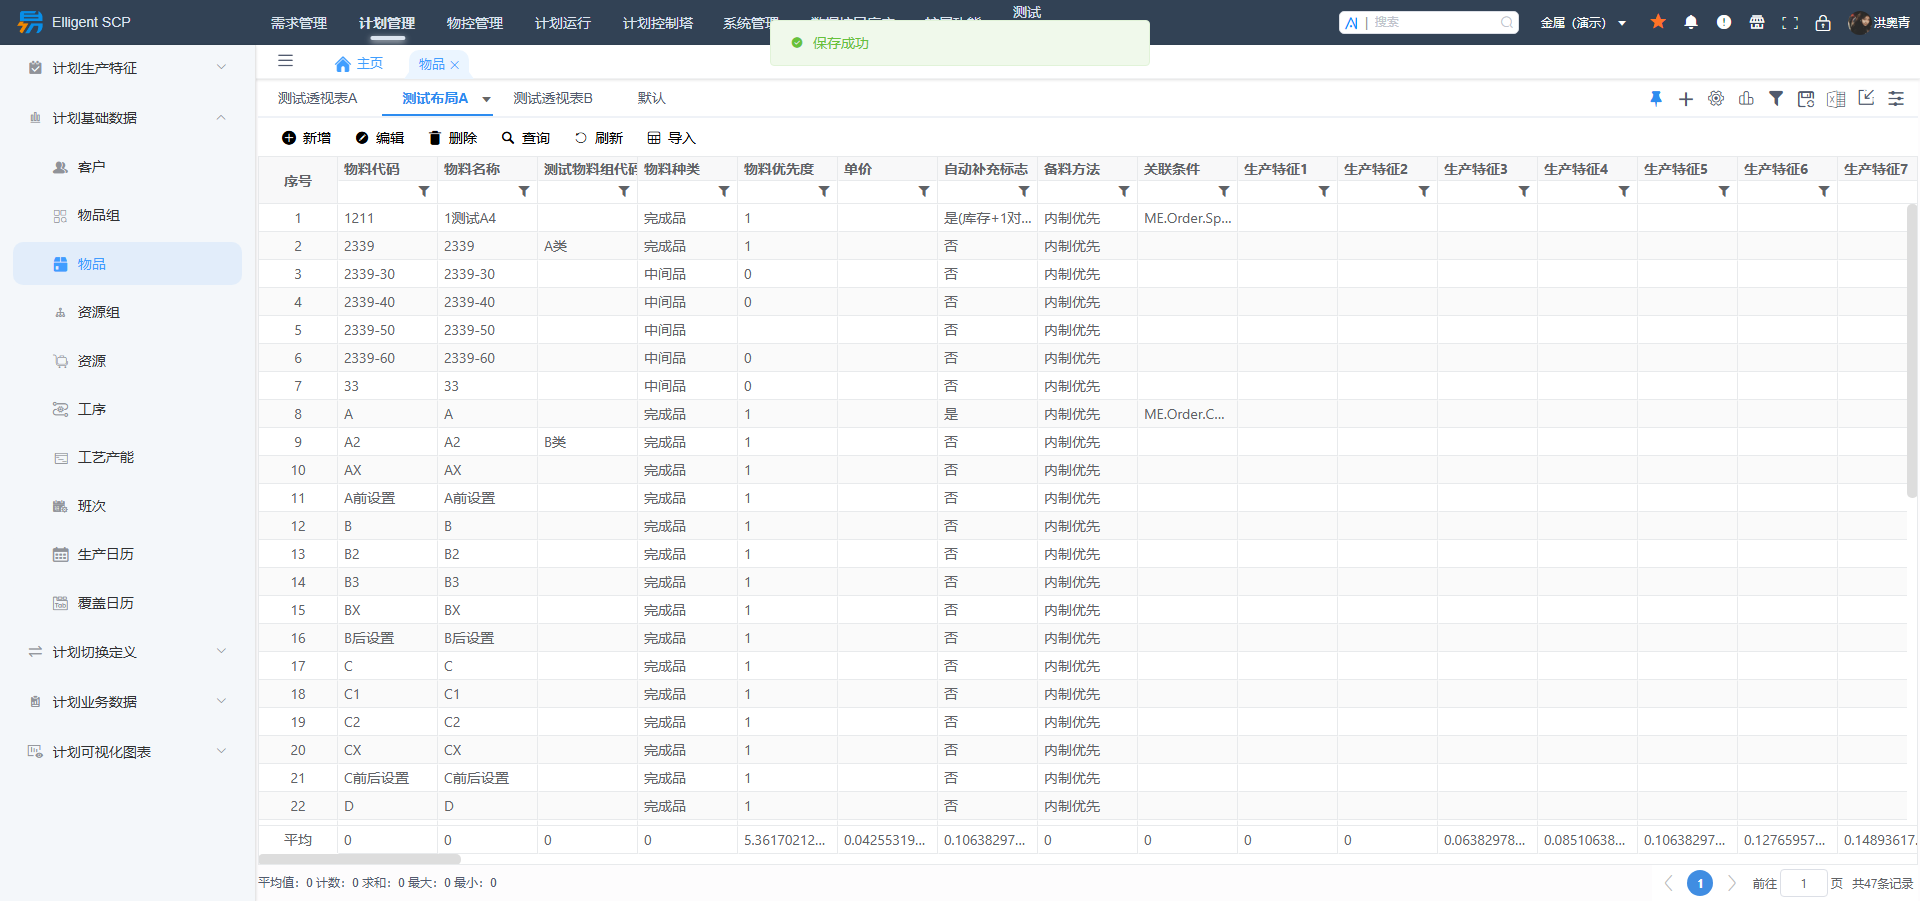 Elligent SCP
需求管理 计划管理 物控管理 计划运行 计划控制塔 系统管理 测试
AI | 搜索 金属（演示） 洪奥青
保存成功
计划生产特征
计划基础数据
客户
物品组
物品
资源组
资源
工序
工艺产能
班次
生产日历
覆盖日历
计划切换定义
计划业务数据
计划可视化图表
主页 物品
测试透视表A 测试布局A 测试透视表B 默认
新增 编辑 删除 查询 刷新 导入
序号 物料代码 物料名称 测试物料组代码 物料种类 物料优先度 单价 自动补充标志 备料方法 关联条件 生产特征1 生产特征2 生产特征3 生产特征4 生产特征5 生产特征6 生产特征7
1 1211 1测试A4 完成品 1 是(库存+1对... 内制优先 ME.Order.Sp...
2 2339 2339 A类 完成品 1 否 内制优先
3 2339-30 2339-30 中间品 0 否 内制优先
4 2339-40 2339-40 中间品 0 否 内制优先
5 2339-50 2339-50 中间品 否 内制优先
6 2339-60 2339-60 中间品 0 否 内制优先
7 33 33 中间品 0 否 内制优先
8 A A 完成品 1 是 内制优先 ME.Order.C...
9 A2 A2 B类 完成品 1 否 内制优先
10 AX AX 完成品 1 否 内制优先
11 A前设置 A前设置 完成品 1 否 内制优先
12 B B 完成品 1 否 内制优先
13 B2 B2 完成品 1 否 内制优先
14 B3 B3 完成品 1 否 内制优先
15 BX BX 完成品 1 否 内制优先
16 B后设置 B后设置 完成品 1 否 内制优先
17 C C 完成品 1 否 内制优先
18 C1 C1 完成品 1 否 内制优先
19 C2 C2 完成品 1 否 内制优先
20 CX CX 完成品 1 否 内制优先
21 C前后设置 C前后设置 完成品 1 否 内制优先
22 D D 完成品 1 否 内制优先
平均 0 0 0 0 5.36170212... 0.04255319... 0.10638297... 0 0 0 0 0.06382978... 0.08510638... 0.10638297... 0.12765957... 0.14893617...
平均值：0 计数：0 求和：0 最大：0 最小：0
1 前往 1 页 共47条记录